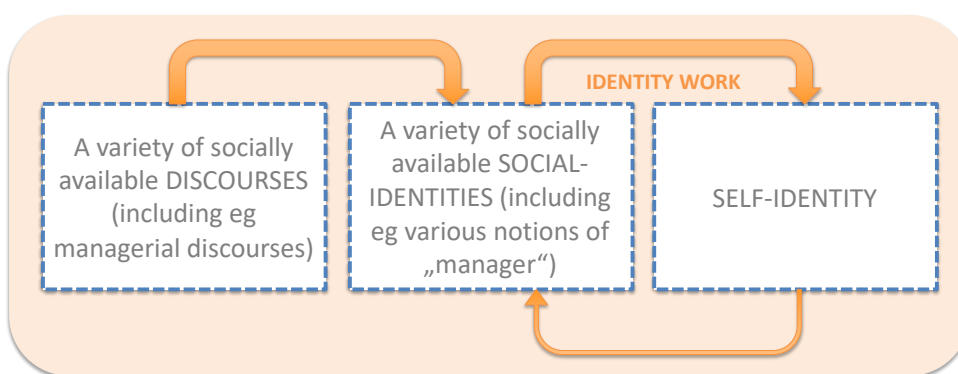 IDENTITY WORK
A variety of socially
available DISCOURSES
(including eg
managerial discourses)
A variety of socially
available SOCIAL-
IDENTITIES (including
eg various notions of
„manager“)
SELF-IDENTITY